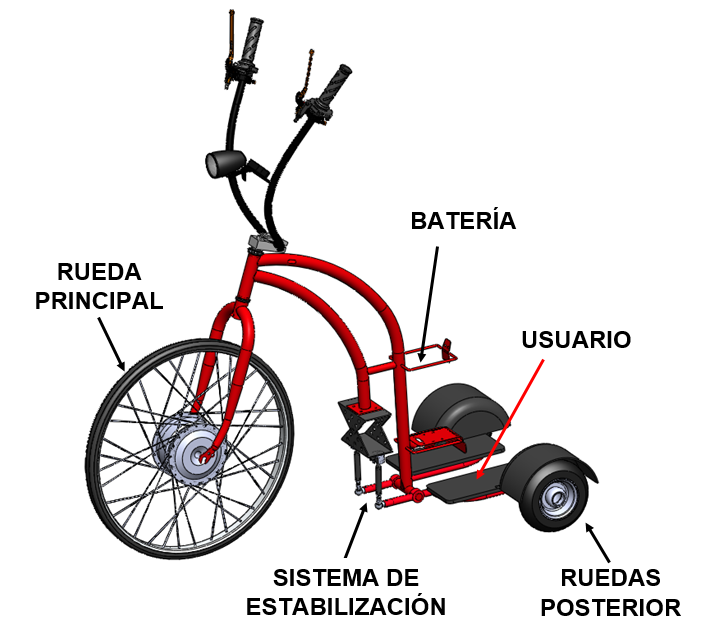 BATERÍA
RUEDA
PRINCIPAL
USUARIO
SISTEMA DE
ESTABILIZACIÓN
RUEDAS
POSTERIOR